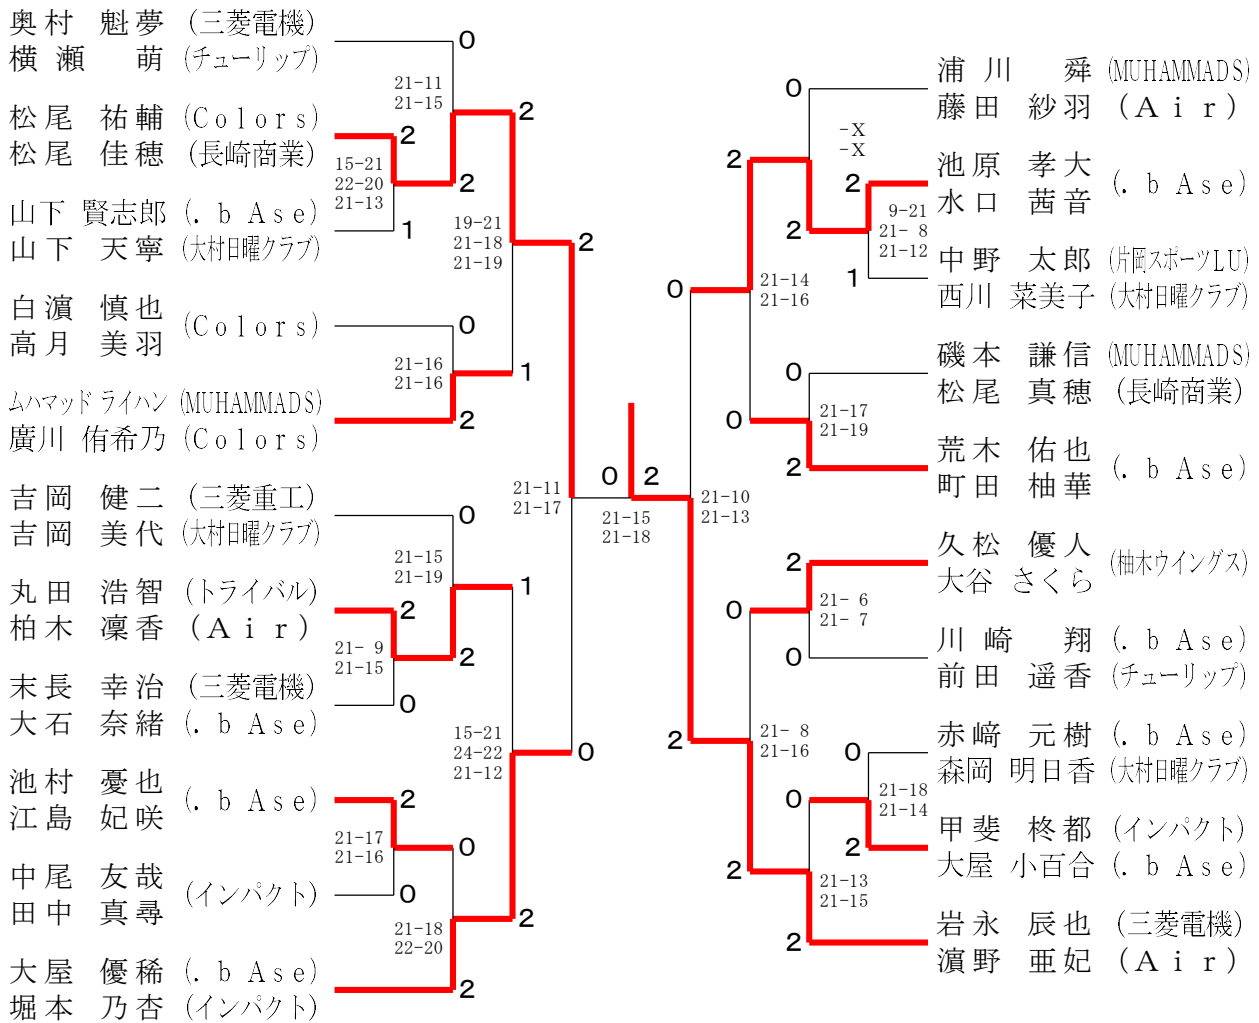 奥村 魁夢 (三菱電機)
横瀬 萌 (チューリップ)
松尾 祐輔 (Colors)
松尾 佳穂 (長崎商業)
山下 賢志郎 (. b Ase)
山下 天寧 (大村日曜クラブ)
白濵 慎也 (Colors)
高月 美羽
ムハマッド ライハン (MUHAMMADS)
廣川 侑希乃 (Colors)
吉岡 健二 (三菱重工)
吉岡 美代 (大村日曜クラブ)
丸田 浩智 (トライバル)
柏木 凜香 (Air)
末長 幸治 (三菱電機)
大石 奈緒 (. b Ase)
池村 憂也 (. b Ase)
江島 妃咲
中尾 友哉 (インパクト)
田中 真尋
大屋 優稀 (. b Ase)
堀本 乃杏 (インパクト)
0
21-11
21-15
2
2
15-21
22-20
21-13
2
1
19-21
21-18
21-19
2
0
21-16
21-16
1
2
0
21-15
21-19
1
2
21- 9
21-15
2
0
15-21
24-22
21-12
0
2
21-17
21-16
0
0
21-18
22-20
2
2
21-11
21-17
0 2
21-15
21-18
21-10
21-13
0
2
0
-X
-X
2
2
9-21
21- 8
21-12
1
21-14
21-16
0
21-17
21-19
0
2
2
21- 6
21- 7
0
0
2
21- 8
21-16
0
21-18
21-14
0
2
2
21-13
21-15
2
浦川 舜 (MUHAMMADS)
藤田 紗羽 (Air)
池原 孝大 (. b Ase)
水口 茜音
中野 太郎 (片岡スポーツLU)
西川 菜美子 (大村日曜クラブ)
磯本 謙信 (MUHAMMADS)
松尾 真穂 (長崎商業)
荒木 佑也 (. b Ase)
町田 柚華
久松 優人 (柚木ウイングス)
大谷 さくら
川崎 翔 (. b Ase)
前田 遥香 (チューリップ)
赤﨑 元樹 (. b Ase)
森岡 明日香 (大村日曜クラブ)
甲斐 柊都 (インパクト)
大屋 小百合 (. b Ase)
岩永 辰也 (三菱電機)
濵野 亜妃 (Air)